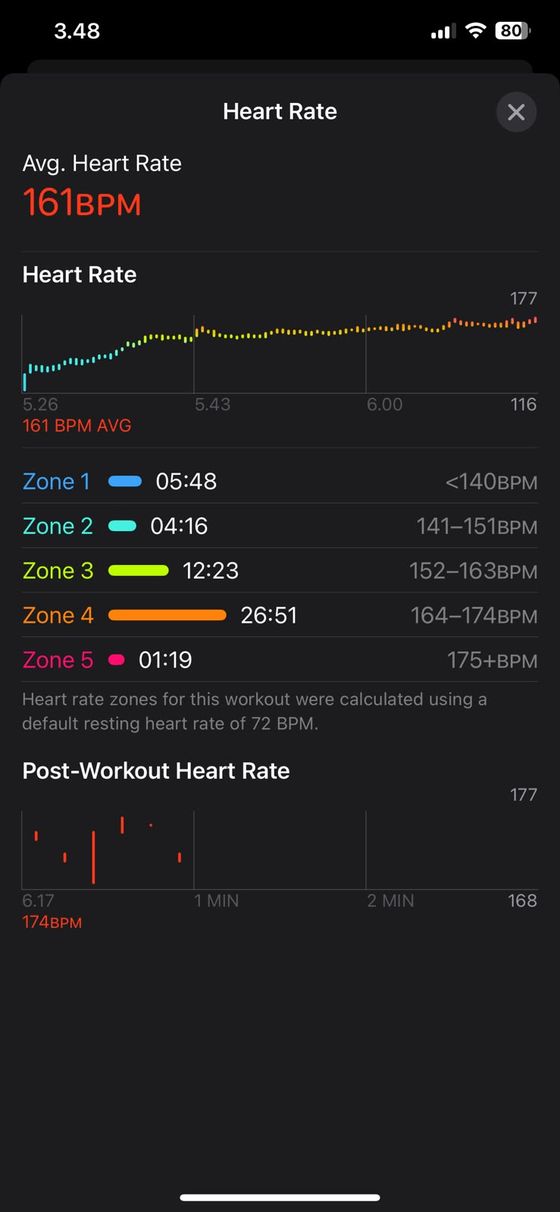 3.48
80
Heart Rate
Avg. Heart Rate
161BPM
Heart Rate
177
5.26 5.43 6.00 116
161 BPM AVG
Zone 1 05:48 <140BPM
Zone 2 04:16 141–151BPM
Zone 3 12:23 152–163BPM
Zone 4 26:51 164–174BPM
Zone 5 01:19 175+BPM
Heart rate zones for this workout were calculated using a
default resting heart rate of 72 BPM.
Post-Workout Heart Rate
177
6.17 1 MIN 2 MIN 168
174BPM